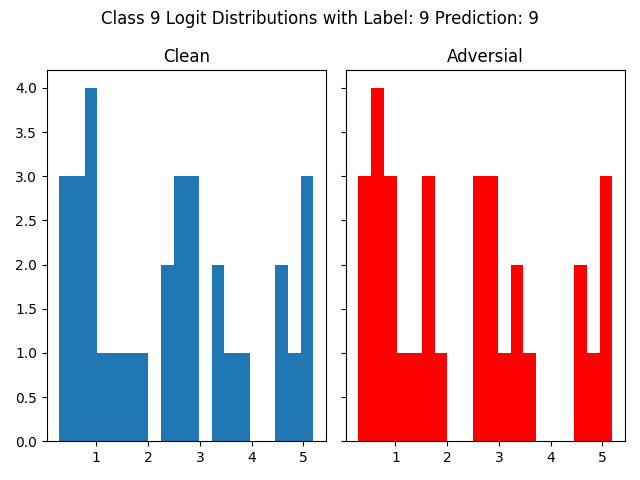 Class 9 Logit Distributions with Label: 9 Prediction: 9
Clean
Adversial
4.0
3.5
3.0
2.5
2.0
1.5
1.0
0.5
0.0
1 2 3 4 5
1 2 3 4 5